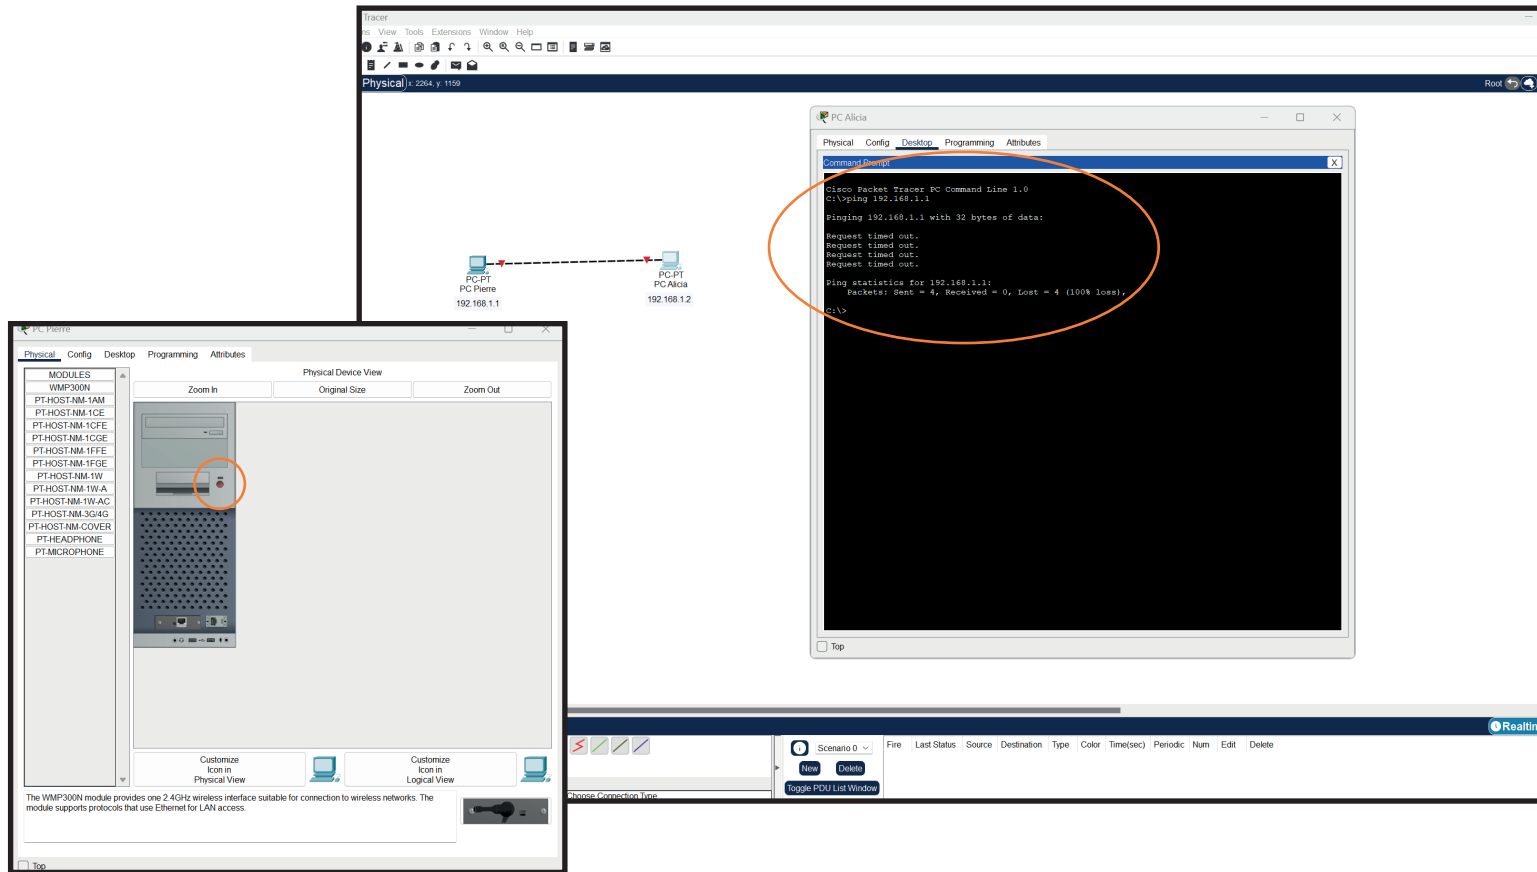 Tracer
ns View Tools Extensions Window Help
Physical x: 2264, y: 1159
Root
PC Alicia
Physical Config Desktop Programming Attributes
Command Prompt
X
Cisco Packet Tracer PC Command Line 1.0
C:\>ping 192.168.1.1
Pinging 192.168.1.1 with 32 bytes of data:
Request timed out.
Request timed out.
Request timed out.
Request timed out.
Ping statistics for 192.168.1.1:
Packets: Sent = 4, Received = 0, Lost = 4 (100% loss),
C:\>
Top
PC-PT
PC Pierre
192.168.1.1
PC-PT
PC Alicia
192.168.1.2
PC Pierre
Physical Config Desktop Programming Attributes
MODULES
WMP300N
PT-HOST-NM-1AM
PT-HOST-NM-1CE
PT-HOST-NM-1CFE
PT-HOST-NM-1CGE
PT-HOST-NM-1FFE
PT-HOST-NM-1FGE
PT-HOST-NM-1W
PT-HOST-NM-1W-A
PT-HOST-NM-1W-AC
PT-HOST-NM-3G/4G
PT-HOST-NM-COVER
PT-HEADPHONE
PT-MICROPHONE
Physical Device View
Zoom In Original Size Zoom Out
Customize
Icon in
Physical View
Customize
Icon in
Logical View
The WMP300N module provides one 2.4GHz wireless interface suitable for connection to wireless networks. The
module supports protocols that use Ethernet for LAN access.
Top
Realtim
Scenario 0
New Delete
Toggle PDU List Window
Fire Last Status Source Destination Type Color Time(sec) Periodic Num Edit Delete
Choose Connection Type